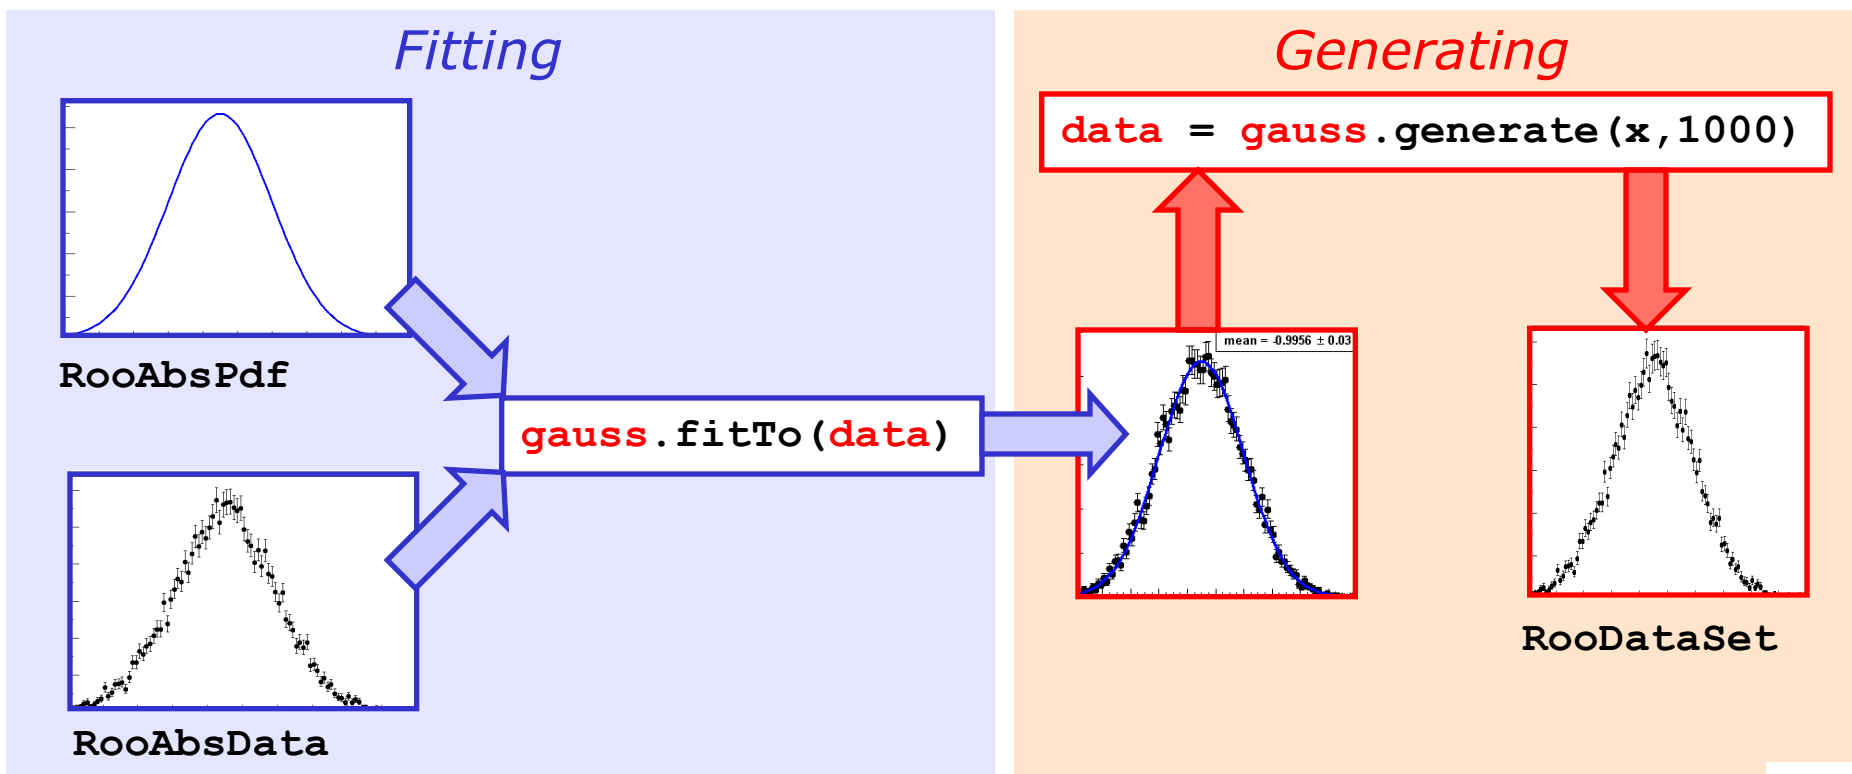 Fitting
RooAbsPdf
gauss.fitTo(data)
RooAbsData
Generating
data = gauss.generate(x,1000)
mean = -0.9956 ± 0.03
RooDataSet